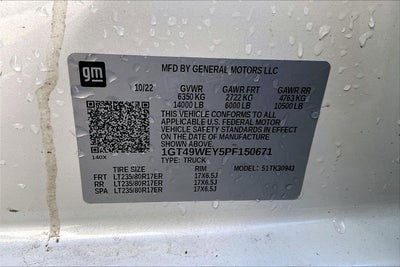 gm
MFD BY GENERAL MOTORS LLC
10/22 GVWR GAWR FRT GAWR RR
6350 KG 2722 KG 4763 KG
14000 LB 6000 LB 10500 LB
THIS VEHICLE CONFORMS TO ALL
APPLICABLE U.S. FEDERAL MOTOR
VEHICLE SAFETY STANDARDS IN
EFFECT ON THE DATE OF MANUFACTURE
SHOWN ABOVE.
1GT49WEY5PF150671
140X TYPE: TRUCK
TIRE SIZE RIM MODEL: 51TK30943
FRT LT235/80R17ER 17X6.5J
RR LT235/80R17ER 17X6.5J
SPA LT235/80R17ER 17X6.5J